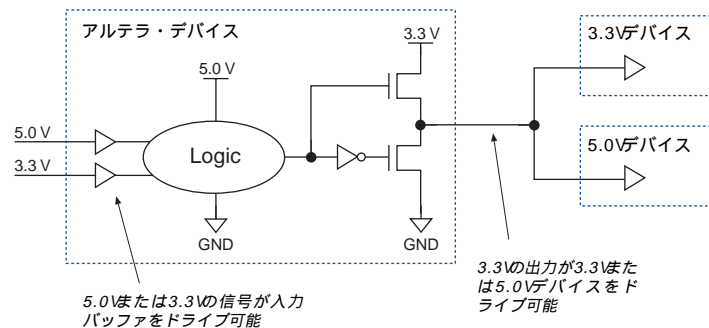 アルテラ・デバイス
3.3 V
5.0 V
5.0 V
3.3 V
Logic
GND
GND
3.3Vデバイス
5.0Vデバイス
5.0Vまたは3.3Vの信号が入力
バッファをドライブ可能
3.3Vの出力が3.3Vまた
は5.0Vデバイスをド
ライブ可能